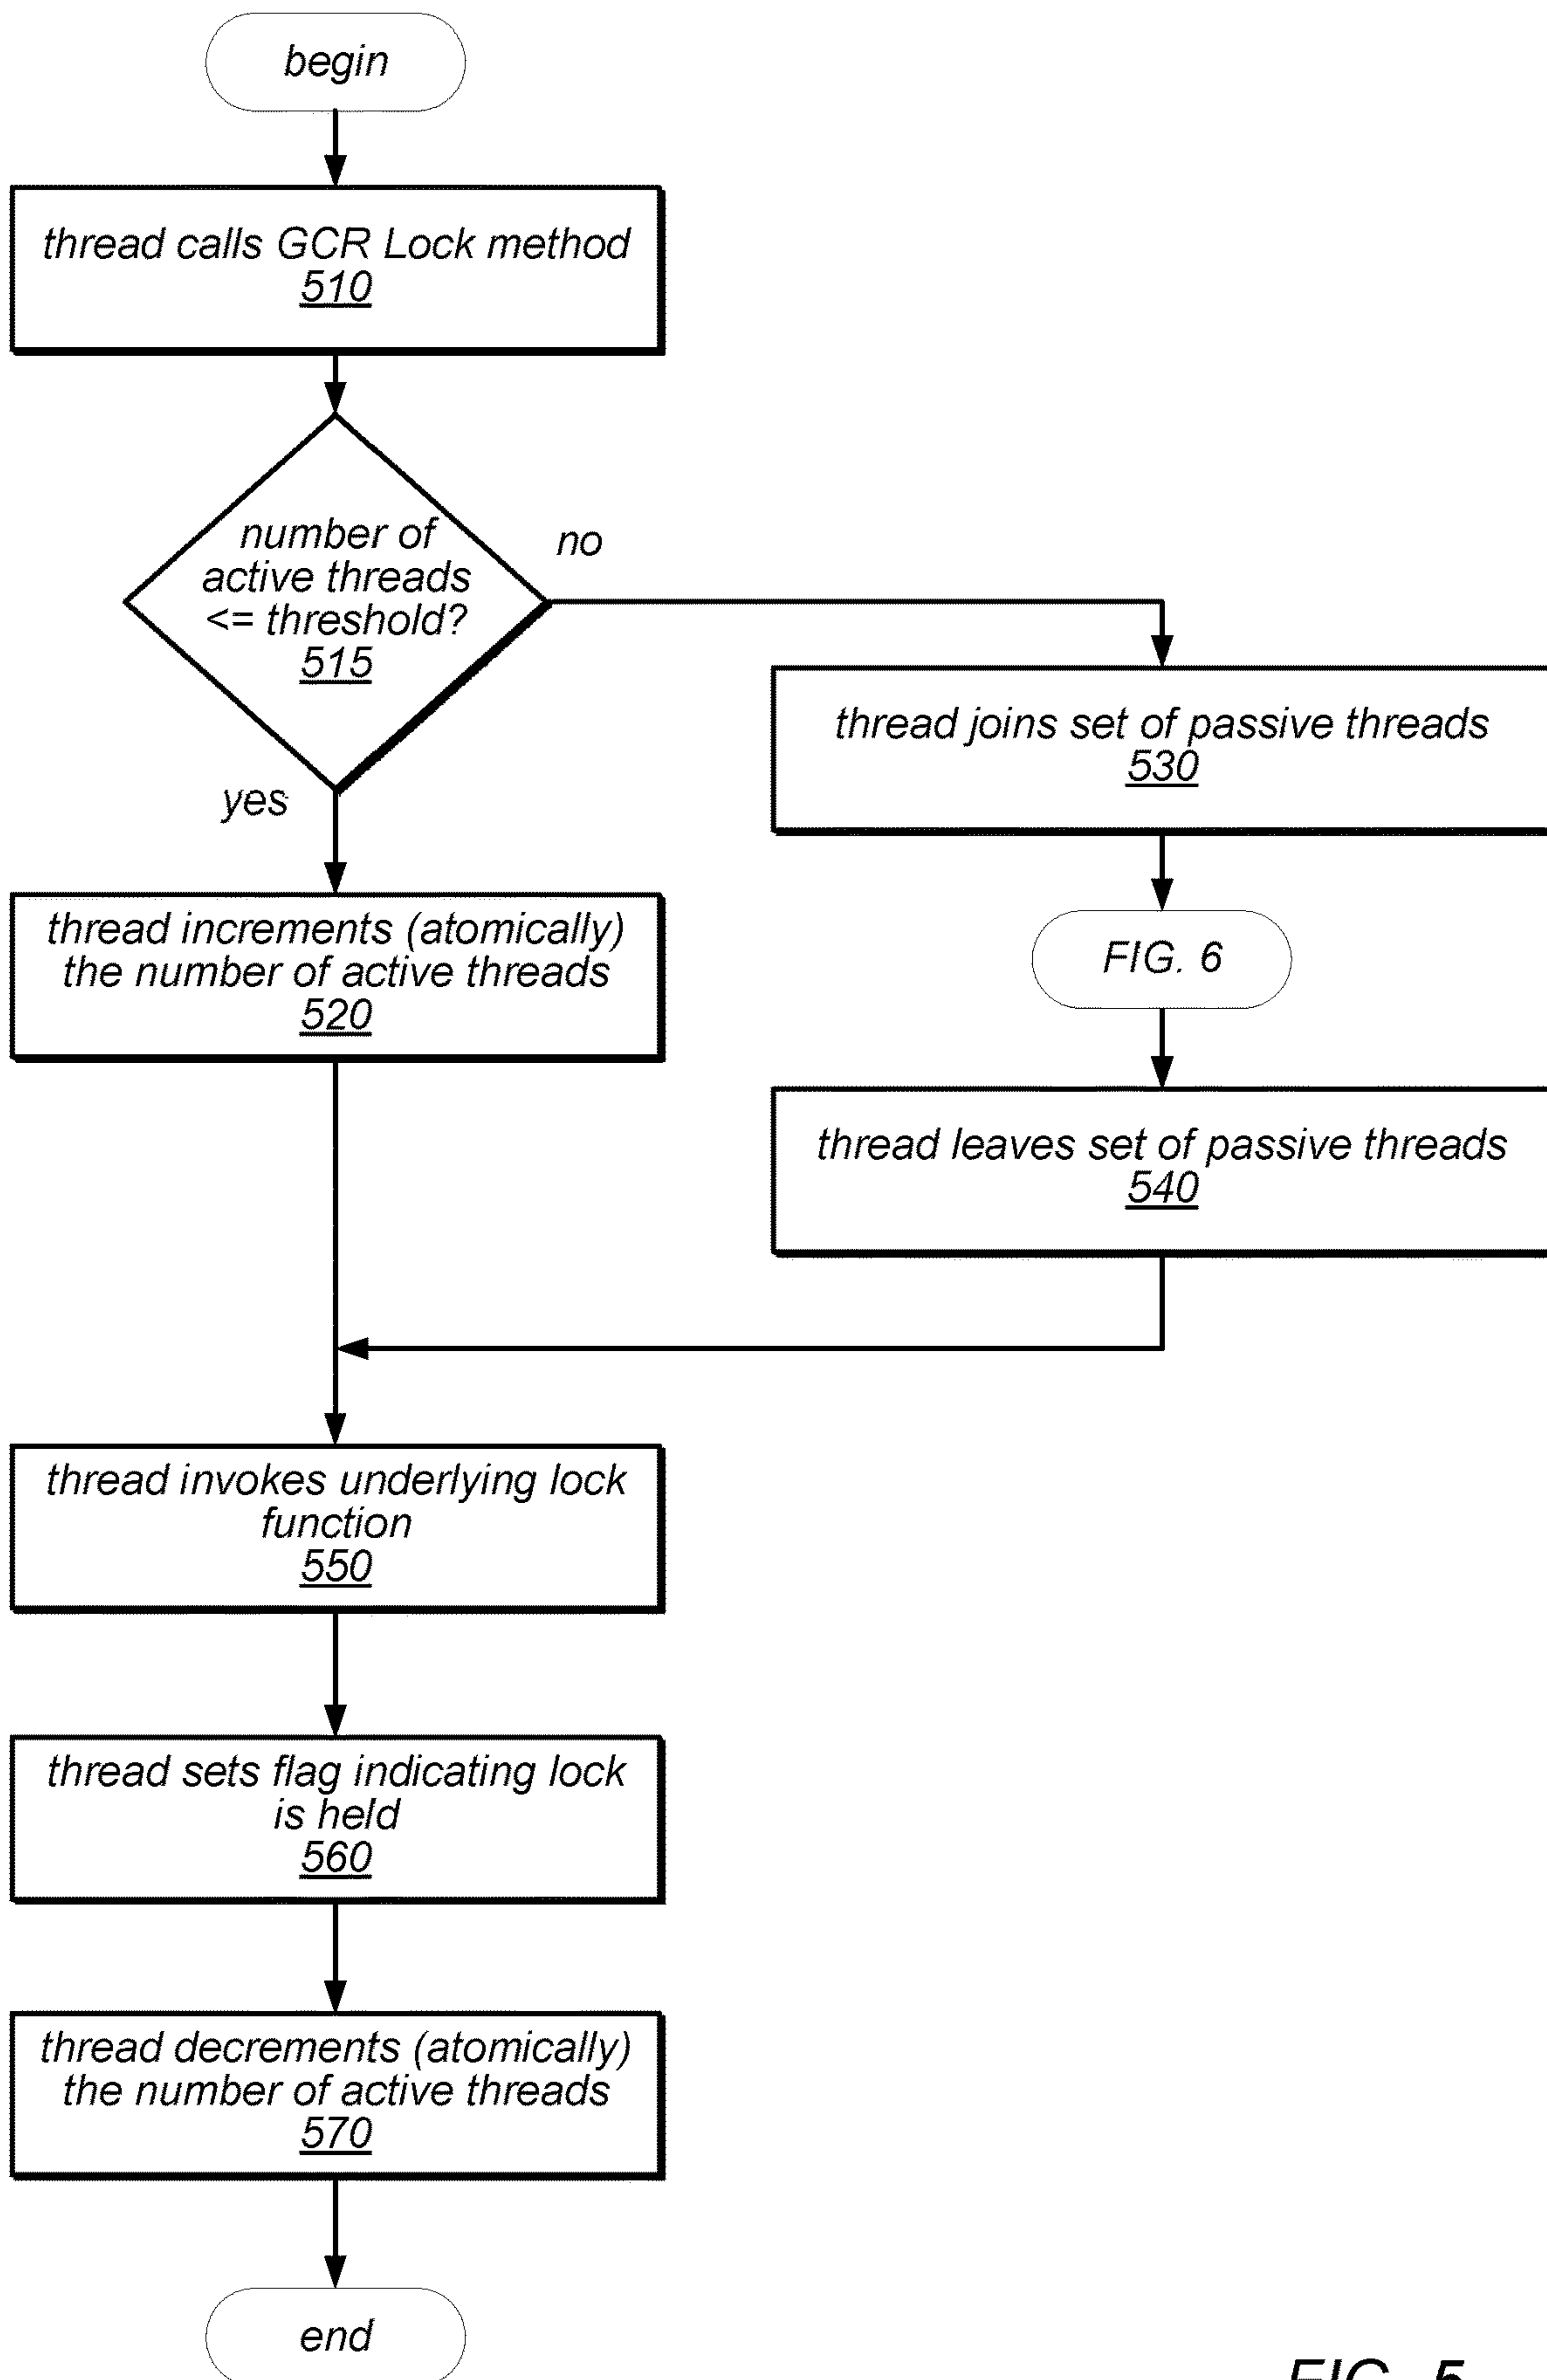 begin
thread calls GCR Lock method
510
number of
active threads
<= threshold?
515
no
yes
thread joins set of passive threads
530
thread increments (atomically)
the number of active threads
520
FIG. 6
thread leaves set of passive threads
540
thread invokes underlying lock
function
550
thread sets flag indicating lock
is held
560
thread decrements (atomically)
the number of active threads
570
end
FIG. 5